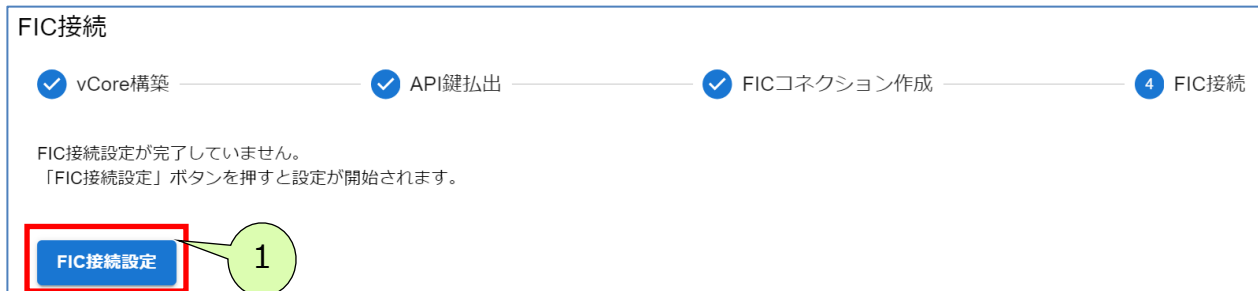 FIC接続
vCore構築 API鍵払出 FICコネクション作成 4 FIC接続
FIC接続設定が完了していません。
「FIC接続設定」ボタンを押すと設定が開始されます。
FIC接続設定
1